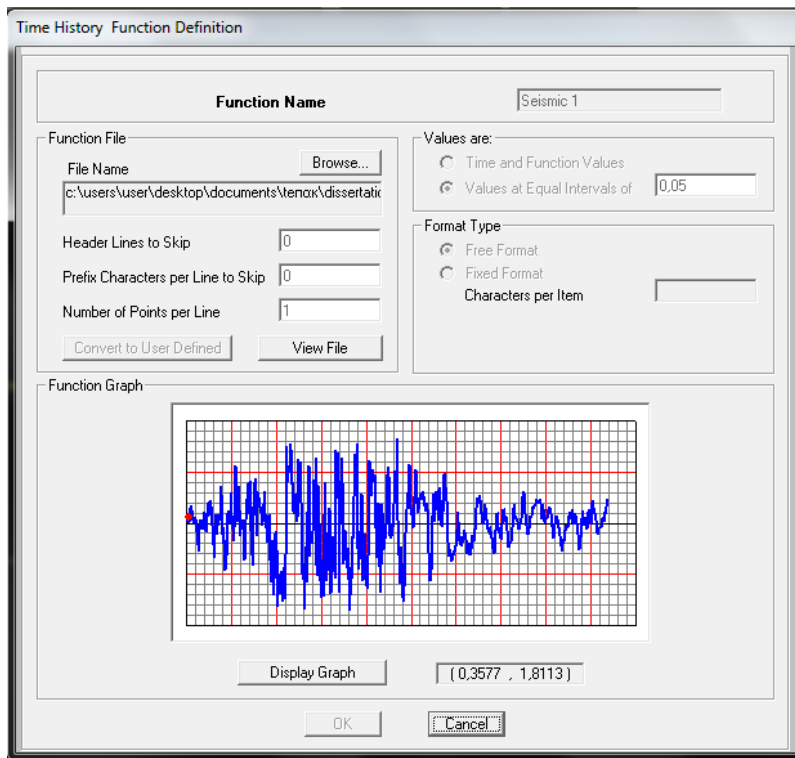 Time History Function Definition
Function Name
Seismic 1
Function File
File Name
Browse...
c:\users\user\desktop\documents\τεπακ\dissertatic
Header Lines to Skip
0
Prefix Characters per Line to Skip
0
Number of Points per Line
1
Convert to User Defined
View File
Values are:
Time and Function Values
Values at Equal Intervals of
0,05
Format Type
Free Format
Fixed Format
Characters per Item
Function Graph
Display Graph
(0,3577 , 1,8113)
OK
Cancel